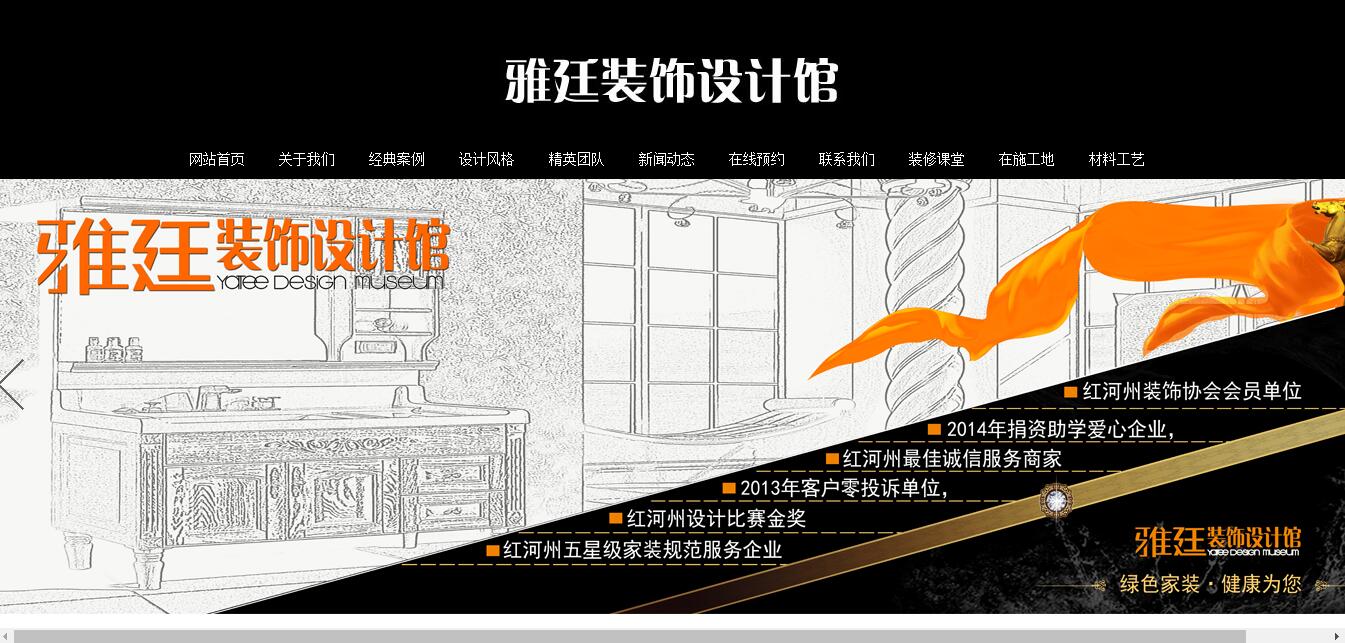 雅廷装饰设计馆
网站首页 关于我们 经典案例 设计风格 精英团队 新闻动态 在线预约 联系我们 装修课堂 在施工地 材料工艺
雅廷装饰设计馆
YaTee Design museum
红河州装饰协会会员单位
2014年捐资助学爱心企业,
红河州最佳诚信服务商家
2013年客户零投诉单位,
红河州设计比赛金奖
红河州五星级家装规范服务企业
雅廷装饰设计馆
YaTee Design museum
绿色家装·健康为您